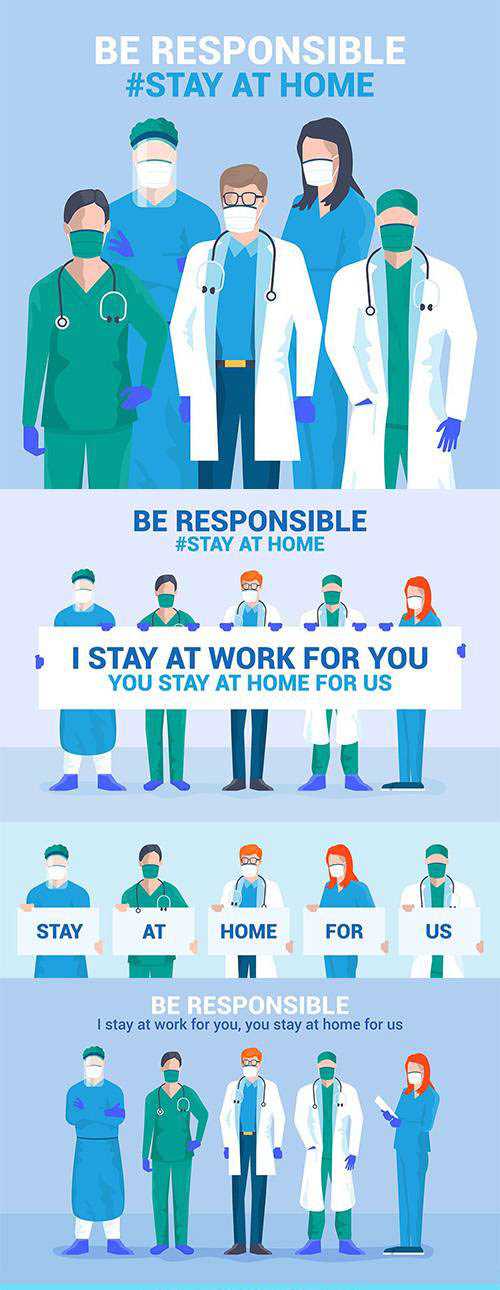 BE RESPONSIBLE
#STAY AT HOME
BE RESPONSIBLE
#STAY AT HOME
I STAY AT WORK FOR YOU
YOU STAY AT HOME FOR US
STAY AT HOME FOR US
BE RESPONSIBLE
I stay at work for you, you stay at home for us